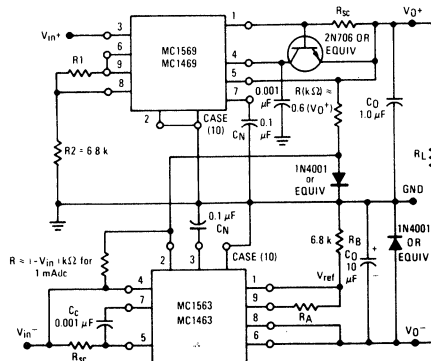 Vin+
3
6
9
8
R1
R2 = 6.8 k
MC1569
MC1469
1
4
5
7
2
CASE
(10)
RSC
2N706 OR
EQUIV
VO+
0.001
µF
R(kΩ) ≈
0.6 (VO+)
0.1
µF
CN
CO
1.0 µF
RL
1N4001
or
EQUIV
GND
0.1 µF
CN
CASE (10)
2
3
R ≈ (-Vin) kΩ for
1 mAdc
4
7
5
CC
0.001 µF
Vin-
RSC
MC1563
MC1463
1
9
8
6
Vref
6.8 k
RB
RA
CO
10
µF
+
-
1N4001
OR
EQUIV
VO-